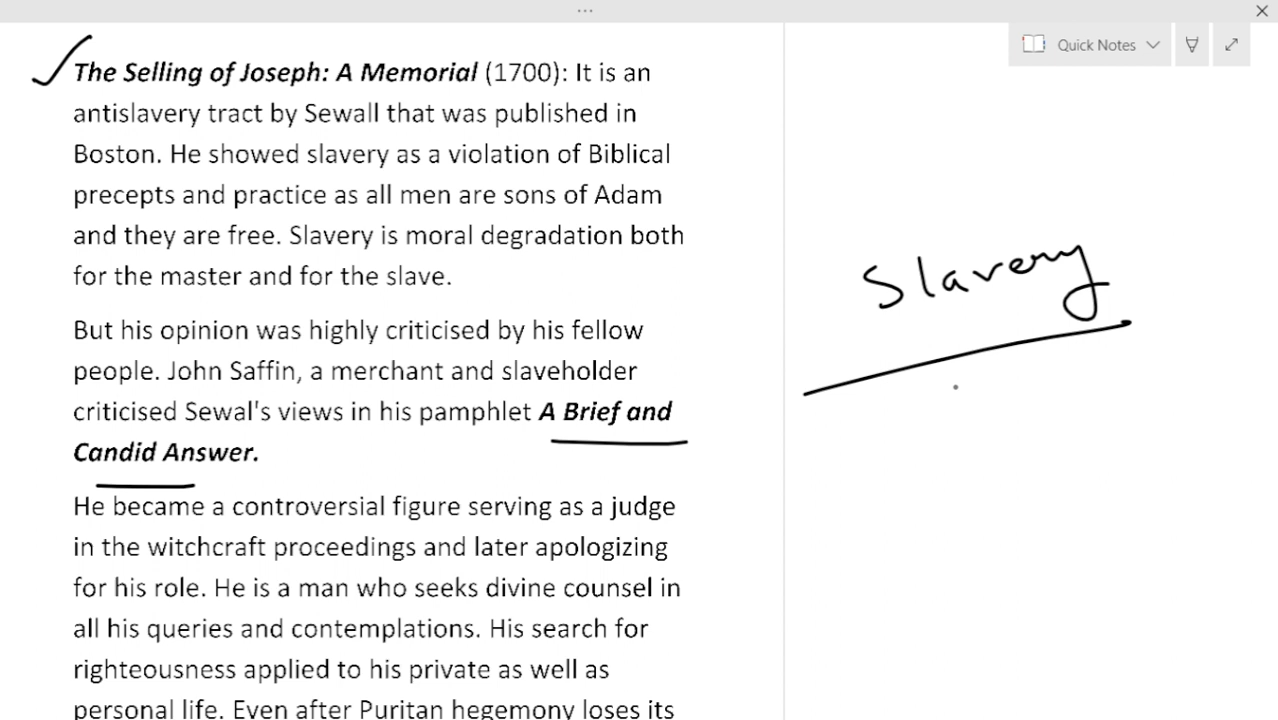 Quick Notes
The Selling of Joseph: A Memorial (1700): It is an
antislavery tract by Sewall that was published in
Boston. He showed slavery as a violation of Biblical
precepts and practice as all men are sons of Adam
and they are free. Slavery is moral degradation both
for the master and for the slave.
But his opinion was highly criticised by his fellow
people. John Saffin, a merchant and slaveholder
criticised Sewal's views in his pamphlet A Brief and
Candid Answer.
He became a controversial figure serving as a judge
in the witchcraft proceedings and later apologizing
for his role. He is a man who seeks divine counsel in
all his queries and contemplations. His search for
righteousness applied to his private as well as
personal life. Even after Puritan hegemony loses its
Slavery